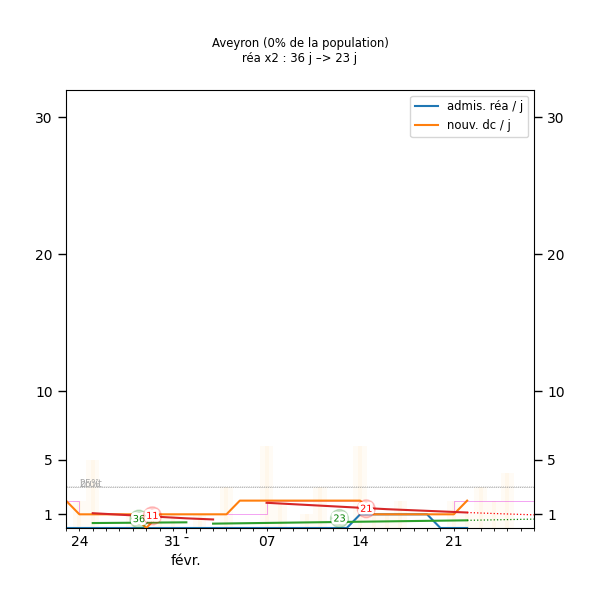 Aveyron (0% de la population)
réa x2 : 36 j –> 23 j
admis. réa / j
nouv. dc / j
30 30
20 20
10 10
5 5
1 1
36 11 23 21
24 31 - 07 14 21
févr.